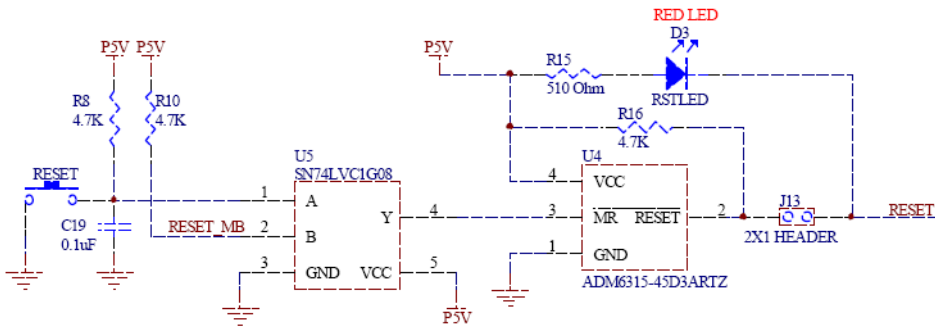 RED LED
D3
P5V P5V
P5V
R15
510 Ohm
RSTLED
R8
4.7K
R10
4.7K
R16
4.7K
U5
SN74LVC1G08
U4
RESET
4
VCC
1
A
J13
C19
0.1uF
RESET_MB
2
B
Y
4
3
MR
RESET
2
RESET
2X1 HEADER
3
GND
VCC
5
1
GND
P5V
ADM6315-45D3ARTZ